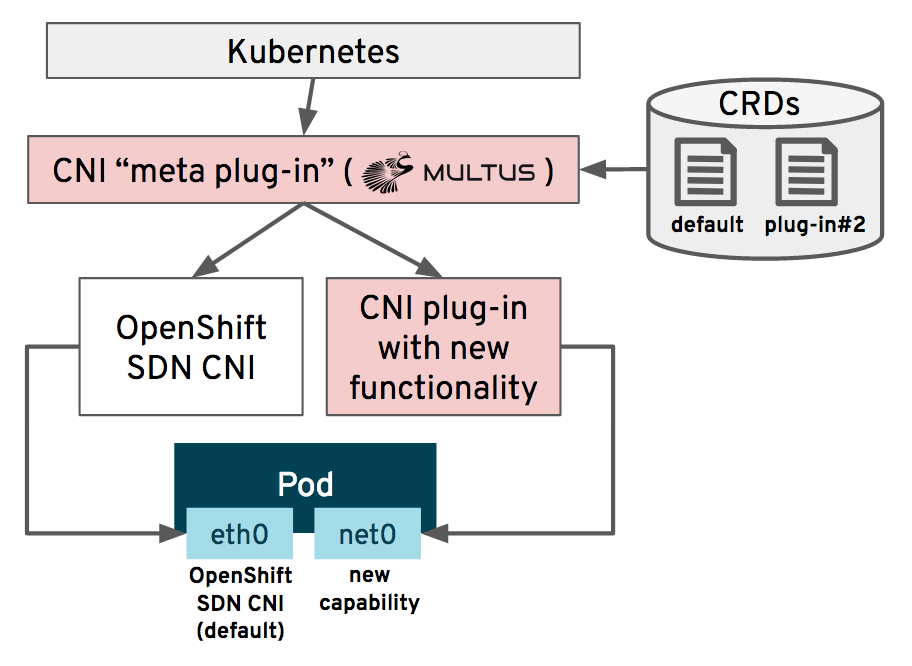 Kubernetes
CRDs
CNI “meta plug-in” ( MULTUS )
default
plug-in#2
OpenShift
SDN CNI
CNI plug-in
with new
functionality
Pod
eth0
net0
OpenShift
SDN CNI
(default)
new
capability